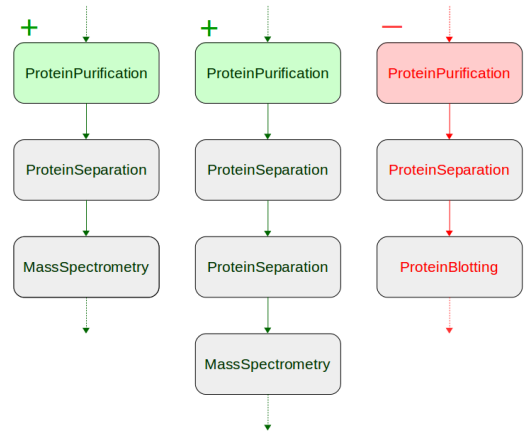 +
ProteinPurification
ProteinSeparation
MassSpectrometry
+
ProteinPurification
ProteinSeparation
ProteinSeparation
MassSpectrometry
−
ProteinPurification
ProteinSeparation
ProteinBlotting